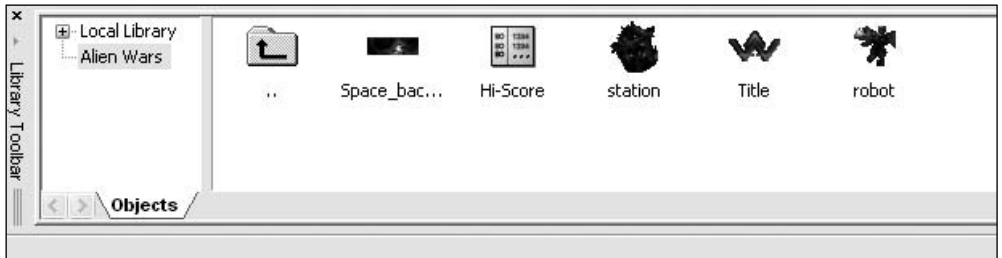 Library Toolbar
Local Library
Alien Wars
..
Space_bac...
Hi-Score
station
Title
robot
Objects